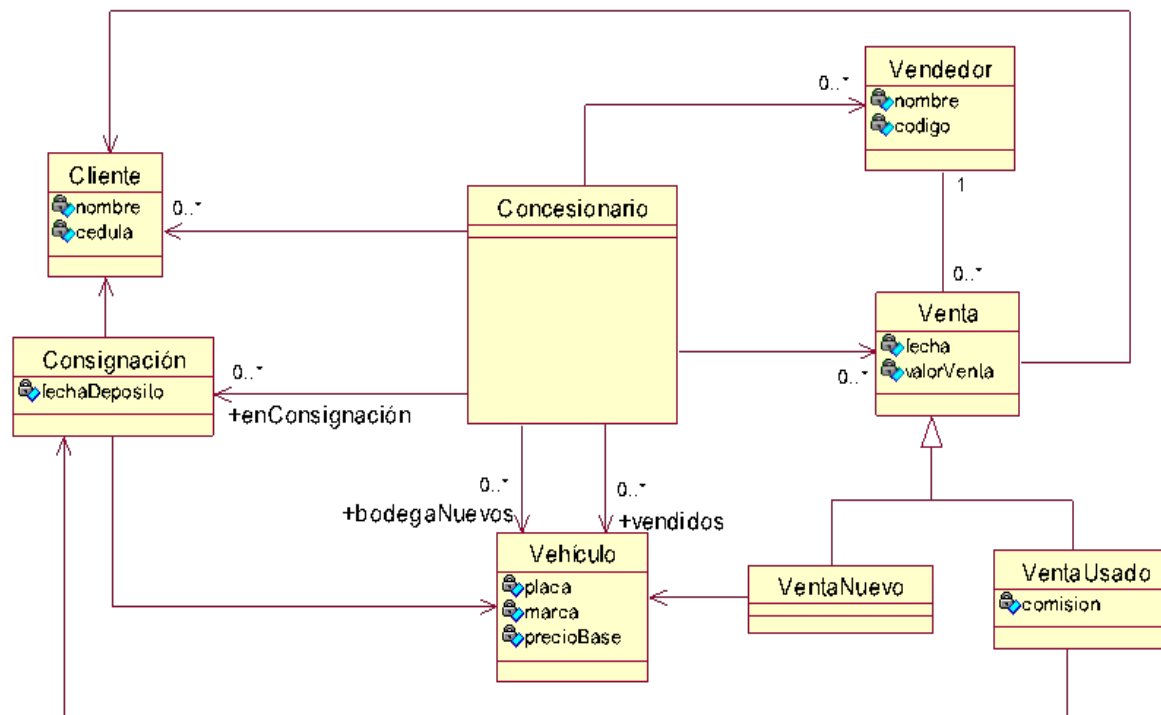 Vendedor
nombre
codigo
0..*
1
Cliente
nombre
cedula
0..*
Concesionario
0..*
Venta
fecha
valorVenta
0..*
Consignación
fechaDeposito
0..*
+enConsignación
0..*
+bodegaNuevos
0..*
+vendidos
Vehículo
placa
marca
precioBase
VentaNuevo
VentaUsado
comision